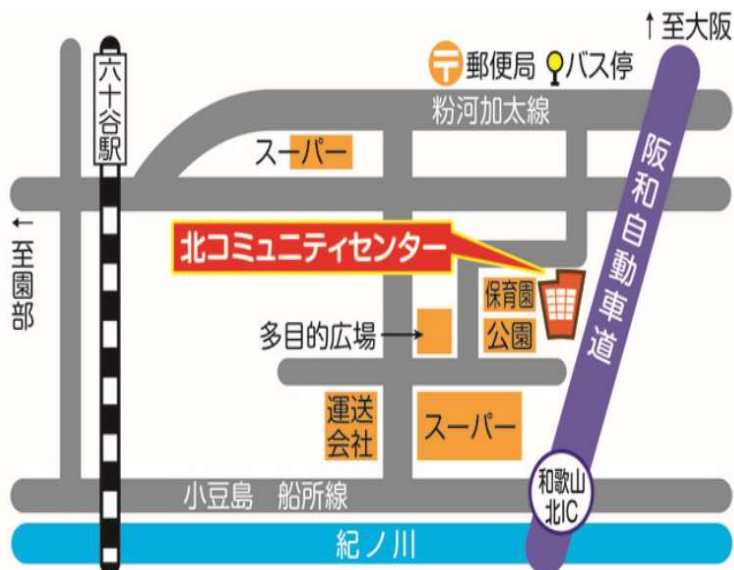 ↑至大阪
〒郵便局 バス停
六十谷駅
粉河加太線
スーパー
阪和自動車道
北コミュニティセンター
←至園部
保育園
公園
多目的広場→
運送
会社
スーパー
和歌山
北IC
小豆島 船所線
紀ノ川